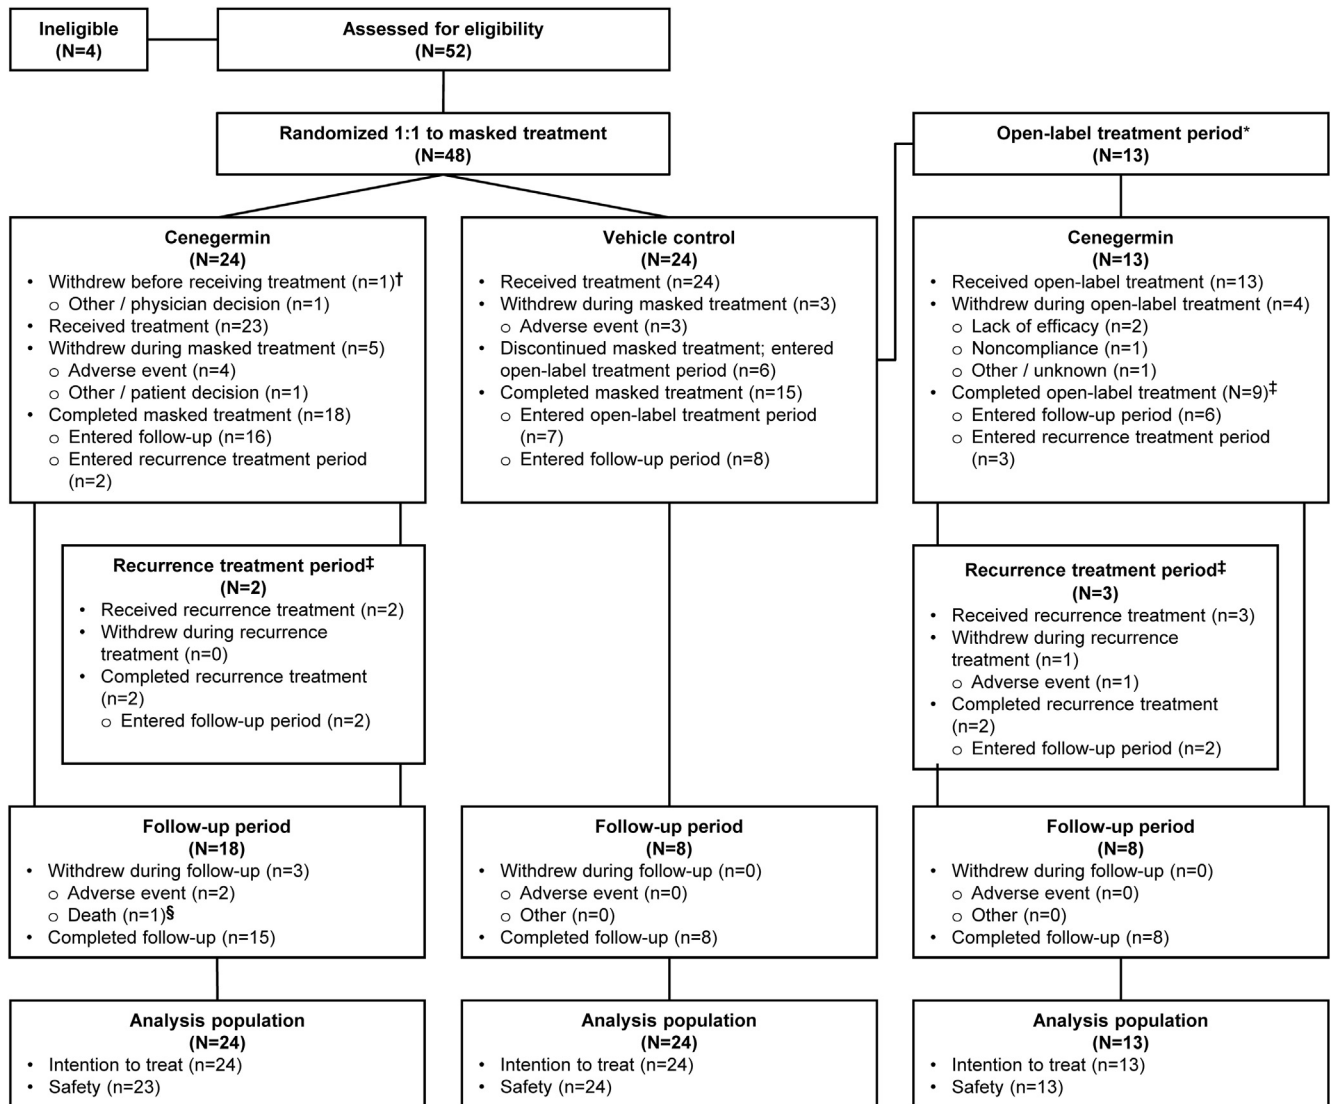 Ineligible
(N=4)
Assessed for eligibility
(N=52)
Randomized 1:1 to masked treatment
(N=48)
Open-label treatment period*
(N=13)
Cenegermin
(N=24)
• Withdrew before receiving treatment (n=1)†
o Other / physician decision (n=1)
• Received treatment (n=23)
• Withdrew during masked treatment (n=5)
o Adverse event (n=4)
o Other / patient decision (n=1)
• Completed masked treatment (n=18)
o Entered follow-up (n=16)
o Entered recurrence treatment period
(n=2)
Vehicle control
(N=24)
• Received treatment (n=24)
• Withdrew during masked treatment (n=3)
o Adverse event (n=3)
• Discontinued masked treatment; entered
open-label treatment period (n=6)
• Completed masked treatment (n=15)
o Entered open-label treatment period
(n=7)
o Entered follow-up period (n=8)
Cenegermin
(N=13)
• Received open-label treatment (n=13)
• Withdrew during open-label treatment (n=4)
o Lack of efficacy (n=2)
o Noncompliance (n=1)
o Other / unknown (n=1)
• Completed open-label treatment (N=9)‡
o Entered follow-up period (n=6)
o Entered recurrence treatment period
(n=3)
Recurrence treatment period‡
(N=2)
• Received recurrence treatment (n=2)
• Withdrew during recurrence
treatment (n=0)
• Completed recurrence treatment
(n=2)
o Entered follow-up period (n=2)
Recurrence treatment period‡
(N=3)
• Received recurrence treatment (n=3)
• Withdrew during recurrence
treatment (n=1)
o Adverse event (n=1)
• Completed recurrence treatment
(n=2)
o Entered follow-up period (n=2)
Follow-up period
(N=18)
• Withdrew during follow-up (n=3)
o Adverse event (n=2)
o Death (n=1)§
• Completed follow-up (n=15)
Follow-up period
(N=8)
• Withdrew during follow-up (n=0)
o Adverse event (n=0)
o Other (n=0)
• Completed follow-up (n=8)
Follow-up period
(N=8)
• Withdrew during follow-up (n=0)
o Adverse event (n=0)
o Other (n=0)
• Completed follow-up (n=8)
Analysis population
(N=24)
• Intention to treat (n=24)
• Safety (n=23)
Analysis population
(N=24)
• Intention to treat (n=24)
• Safety (n=24)
Analysis population
(N=13)
• Intention to treat (n=13)
• Safety (n=13)